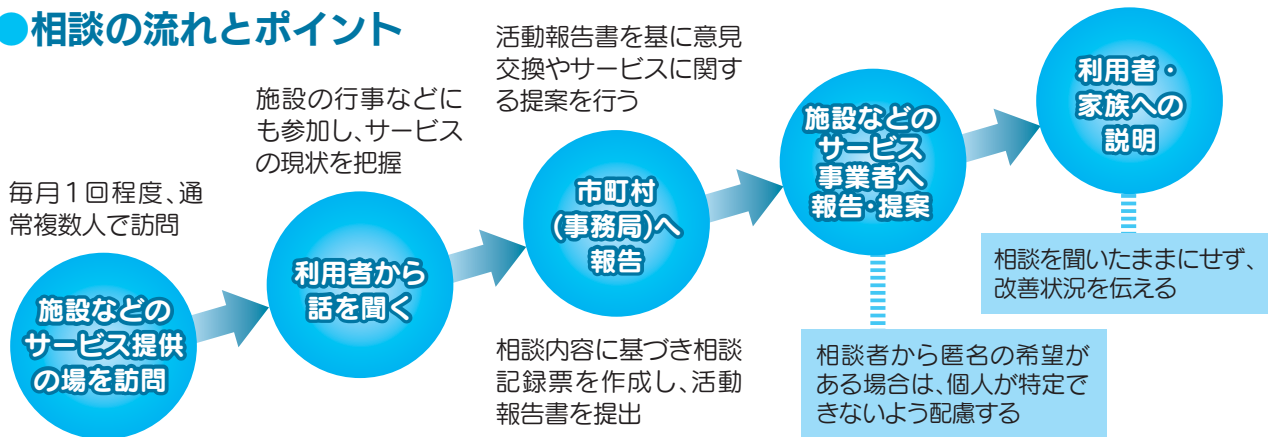 ●相談の流れとポイント
毎月1回程度、通
常複数人で訪問
施設などの
サービス提供
の場を訪問
施設の行事などに
も参加し、サービス
の現状を把握
利用者から
話を聞く
活動報告書を基に意見
交換やサービスに関す
る提案を行う
市町村
(事務局)へ
報告
相談内容に基づき相談
記録票を作成し、活動
報告書を提出
施設などの
サービス
事業者へ
報告・提案
相談者から匿名の希望が
ある場合は、個人が特定で
きないよう配慮する
利用者・
家族への
説明
相談を聞いたままにせず、
改善状況を伝える